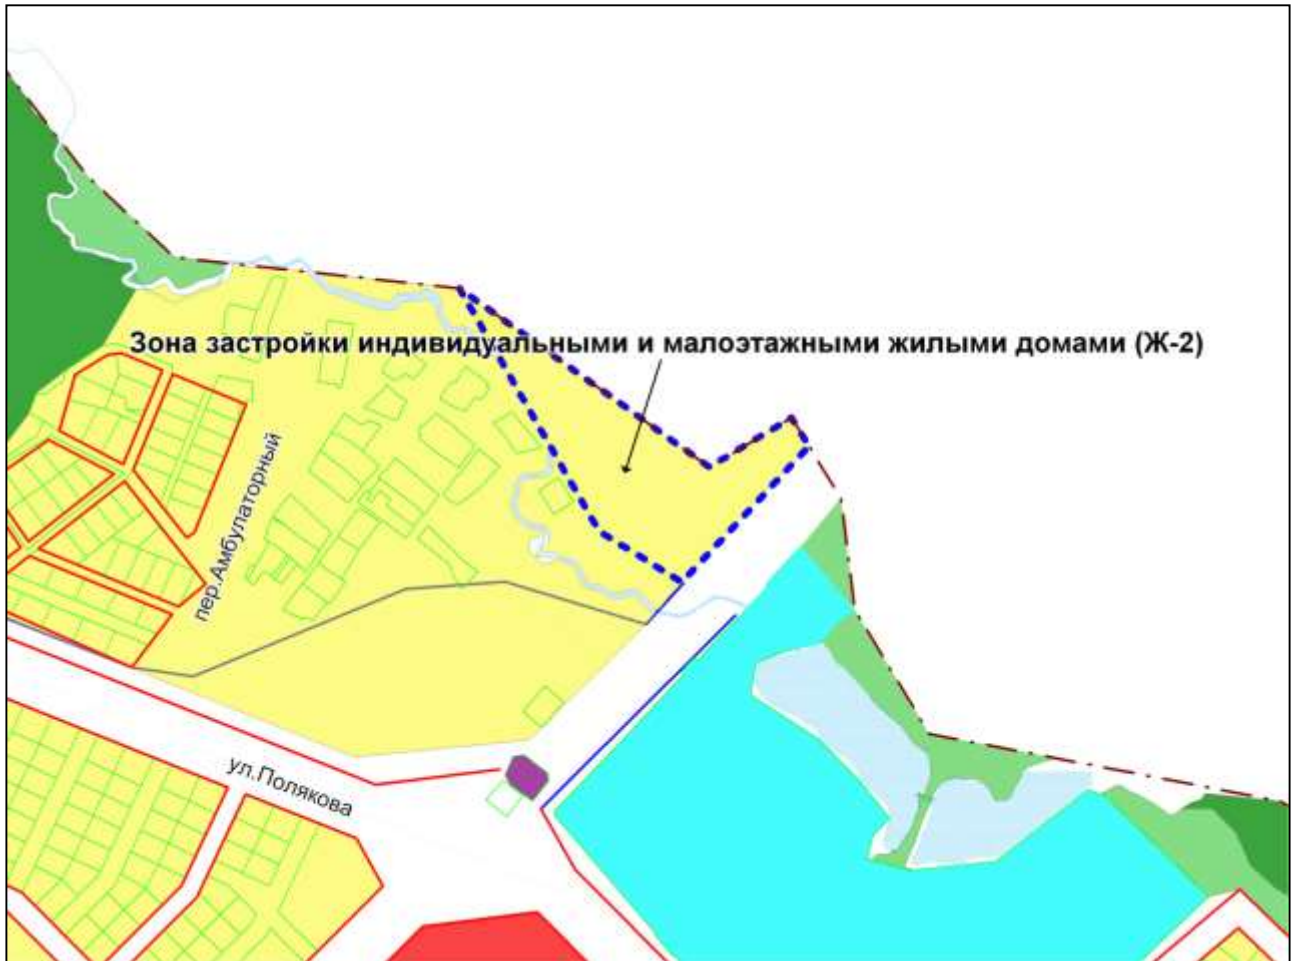 Зона застройки индивидуальными и малоэтажными жилыми домами (Ж-2)
пер.Амбулаторный
ул.Полякова